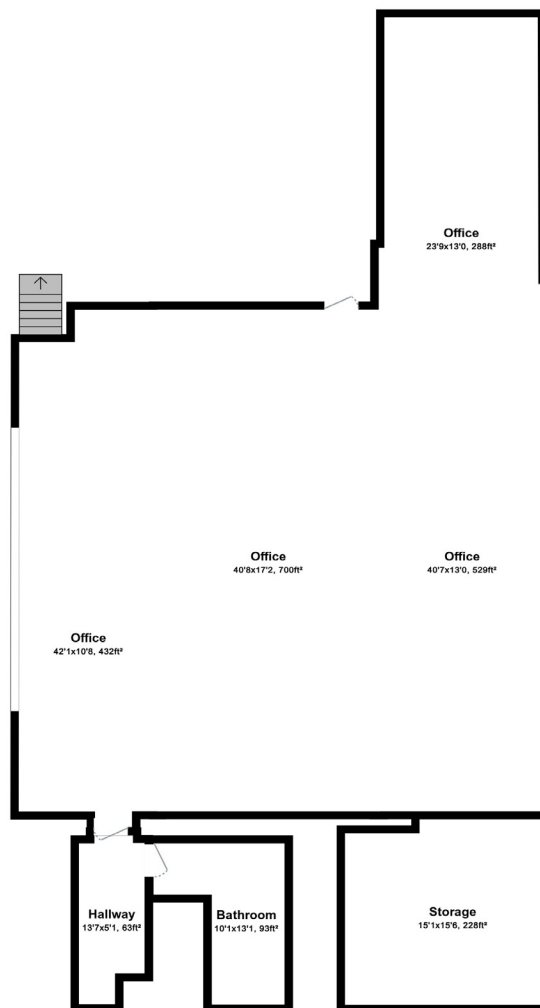 Office
23'9x13'0, 288ft²
Office
40'8x17'2, 700ft²
Office
40'7x13'0, 529ft²
Office
42'1x10'8, 432ft²
Hallway
13'7x5'1, 63ft²
Bathroom
10'1x13'1, 93ft²
Storage
15'1x15'6, 228ft²